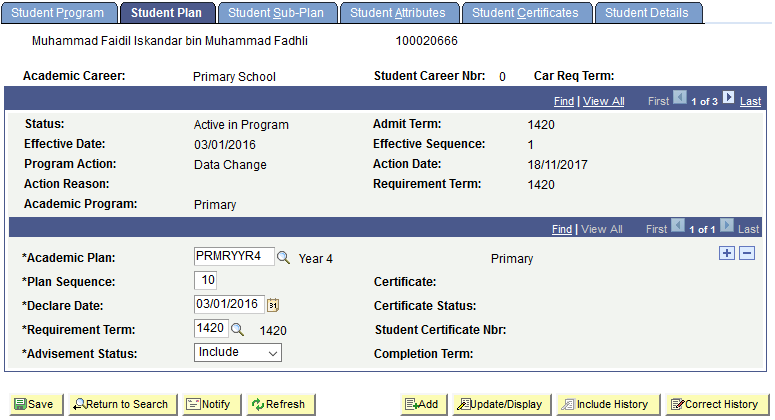 Student Program Student Plan Student Sub-Plan Student Attributes Student Certificates Student Details
Muhammad Faidil Iskandar bin Muhammad Fadhli 100020666
Academic Career: Primary School Student Career Nbr: 0 Car Req Term:
Find | View All First 1 of 3 Last
Status: Active in Program Admit Term: 1420
Effective Date: 03/01/2016 Effective Sequence: 1
Program Action: Data Change Action Date: 18/11/2017
Action Reason: Requirement Term: 1420
Academic Program: Primary
Find | View All First 1 of 1 Last
*Academic Plan: PRMRYYR4 Year 4 Primary
*Plan Sequence: 10 Certificate:
*Declare Date: 03/01/2016 31 Certificate Status:
*Requirement Term: 1420 1420 Student Certificate Nbr:
*Advisement Status: Include Completion Term:
Save Return to Search Notify Refresh Add Update/Display Include History Correct History